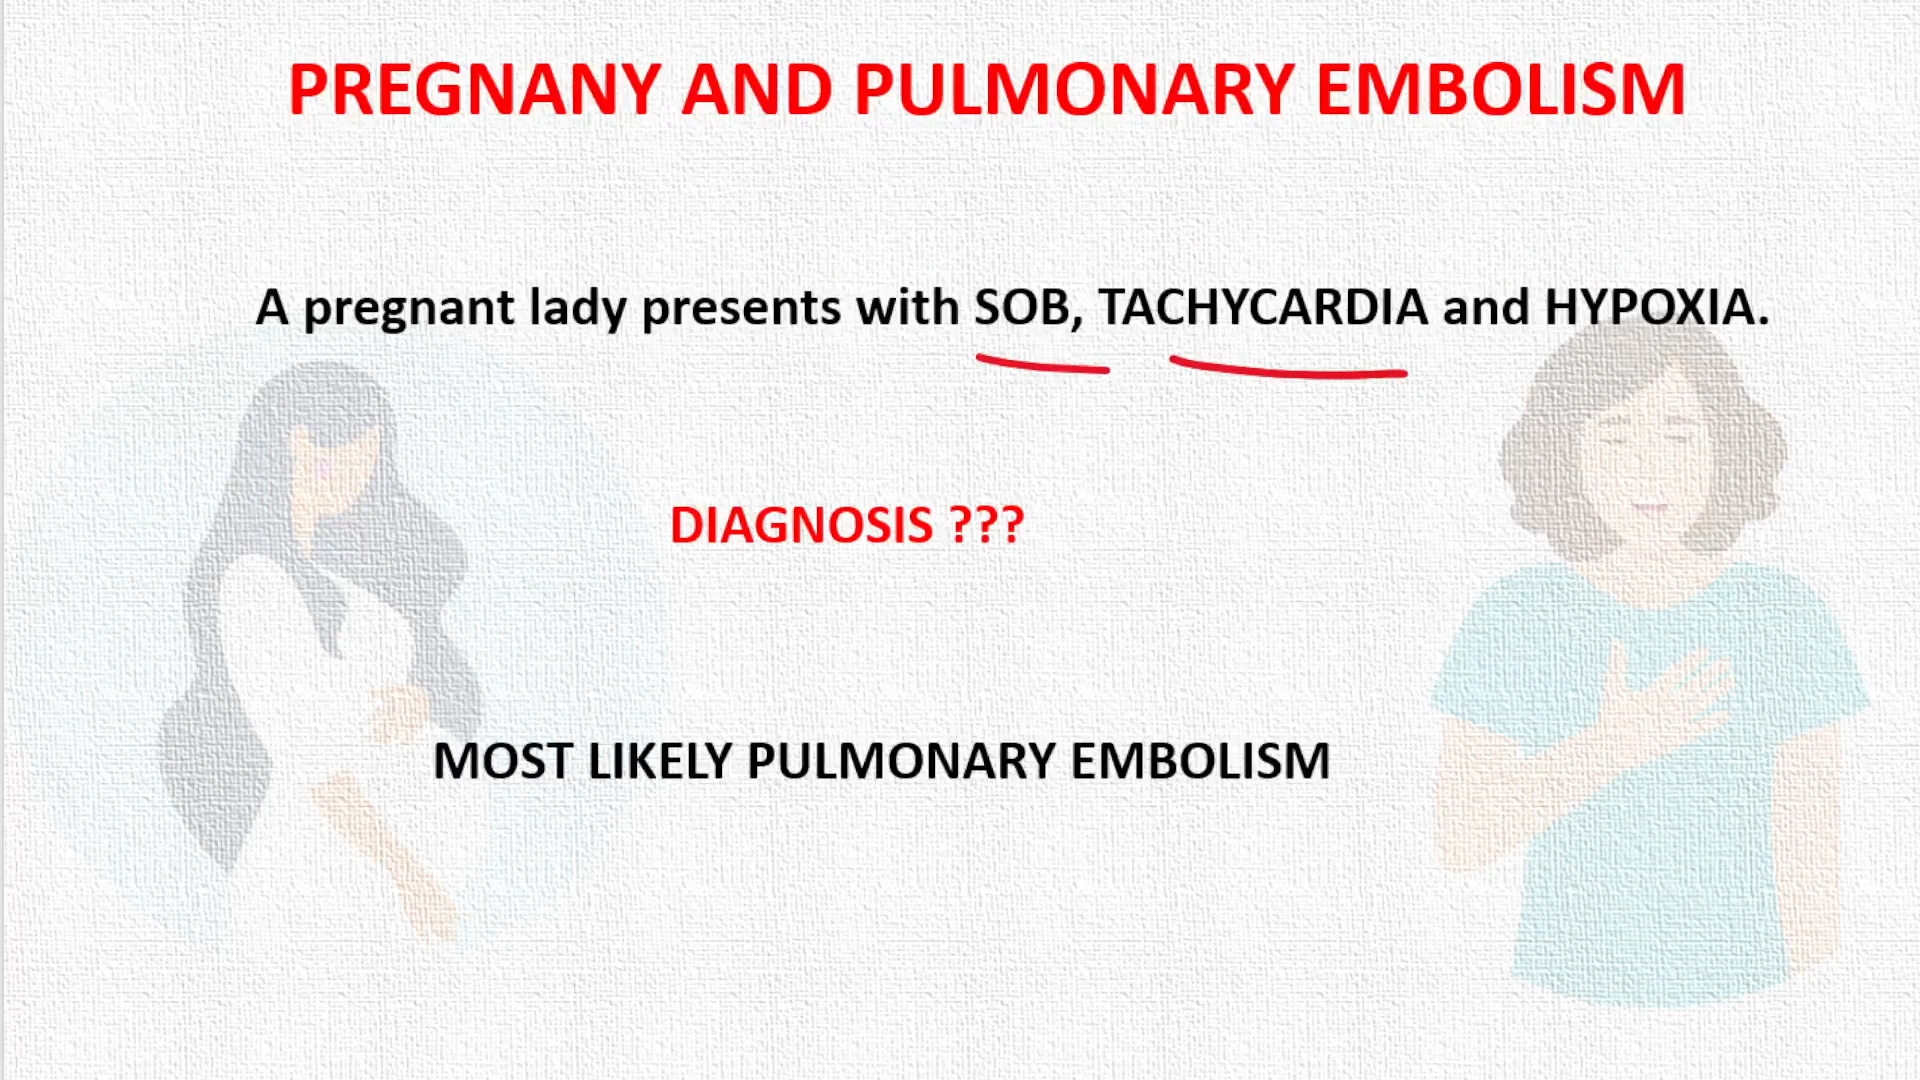 PREGNANY AND PULMONARY EMBOLISM
A pregnant lady presents with SOB, TACHYCARDIA and HYPOXIA.
DIAGNOSIS ???
MOST LIKELY PULMONARY EMBOLISM